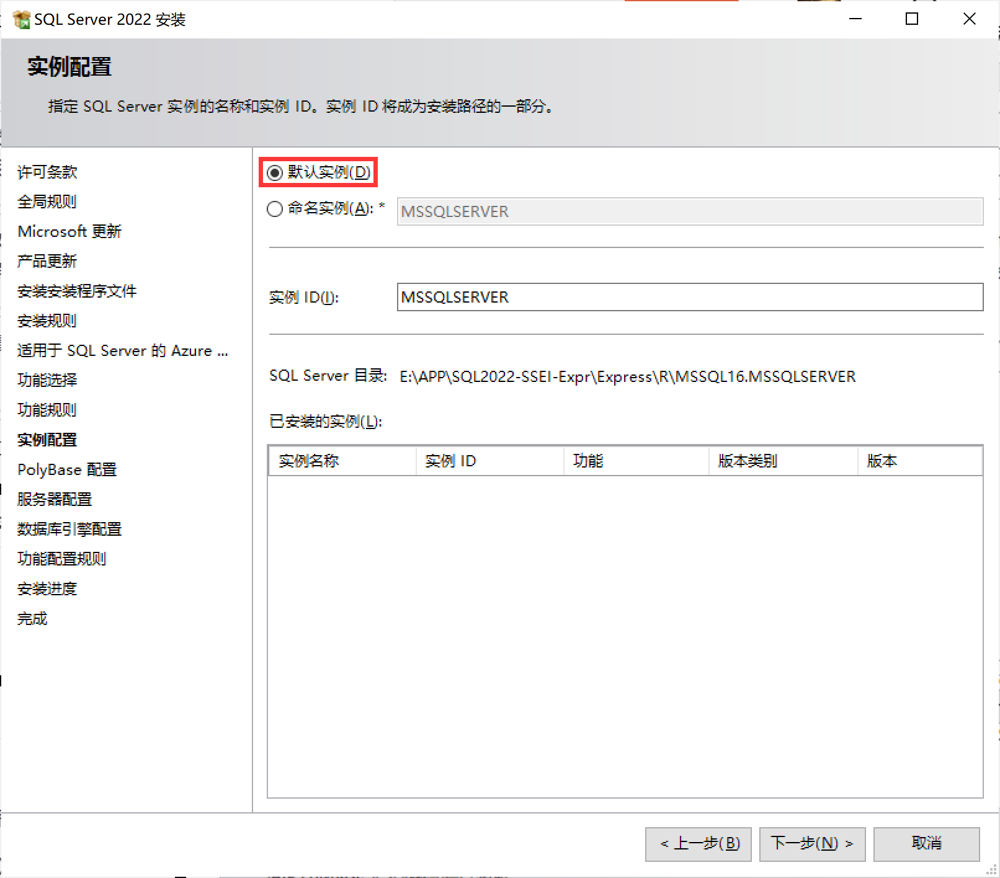 SQL Server 2022 安装
实例配置
指定 SQL Server 实例的名称和实例 ID。实例 ID 将成为安装路径的一部分。
许可条款
全局规则
Microsoft 更新
产品更新
安装安装程序文件
安装规则
适用于 SQL Server 的 Azure ...
功能选择
功能规则
实例配置
PolyBase 配置
服务器配置
数据库引擎配置
功能配置规则
安装进度
完成
默认实例(D)
命名实例(A): * MSSQLSERVER
实例 ID(I): MSSQLSERVER
SQL Server 目录: E:\APP\SQL2022-SSEI-Expr\Express\R\MSSQL16.MSSQLSERVER
已安装的实例(L):
实例名称 实例 ID 功能 版本类别 版本
< 上一步(B) 下一步(N) > 取消